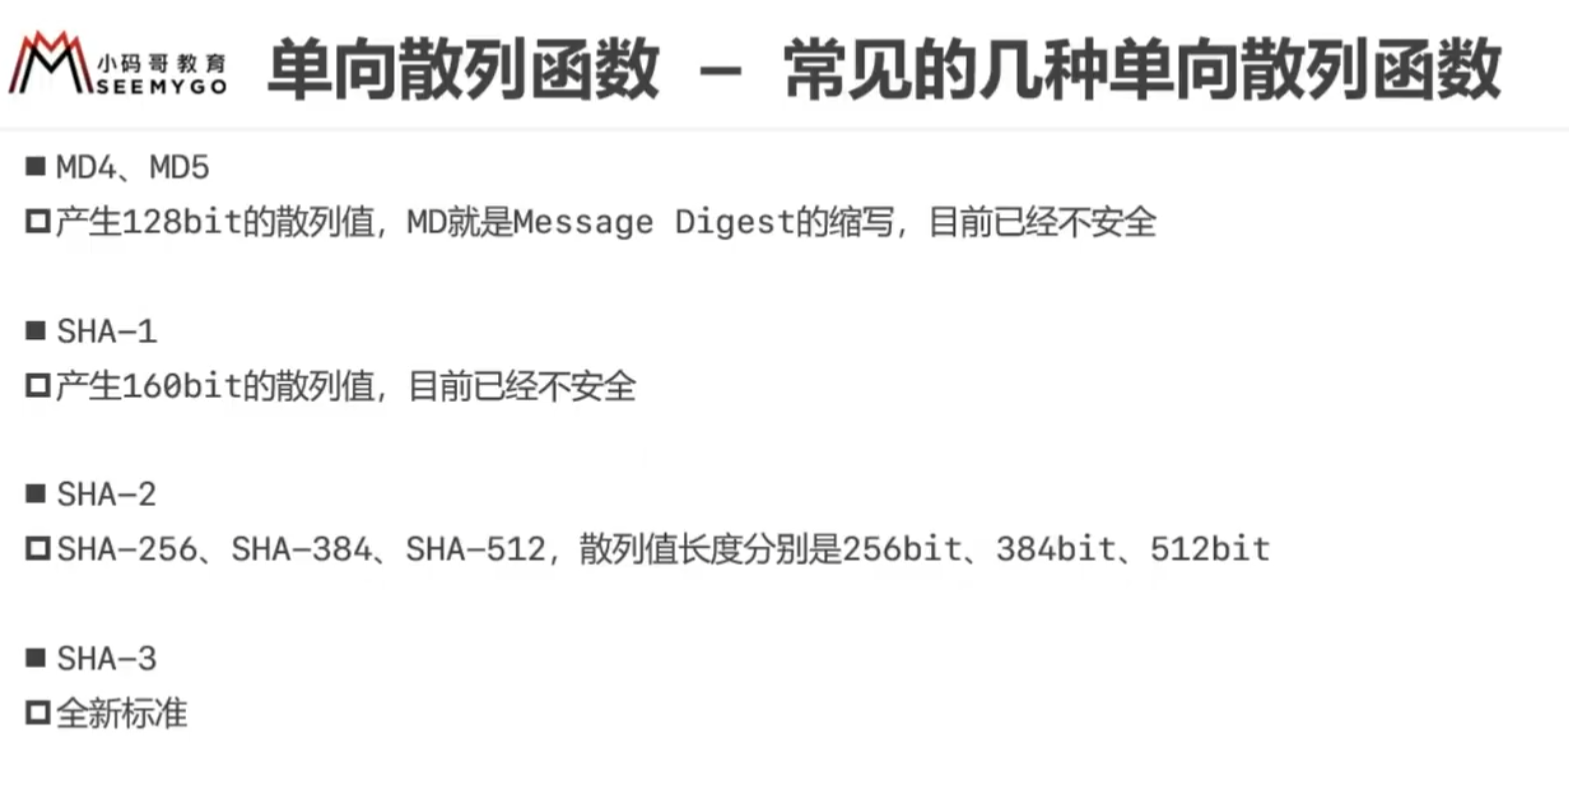 小码哥教育
SEEMYGO
单向散列函数 – 常见的几种单向散列函数
MD4、MD5
产生128bit的散列值，MD就是Message Digest的缩写，目前已经不安全
SHA–1
产生160bit的散列值，目前已经不安全
SHA–2
SHA–256、SHA–384、SHA–512，散列值长度分别是256bit、384bit、512bit
SHA–3
全新标准